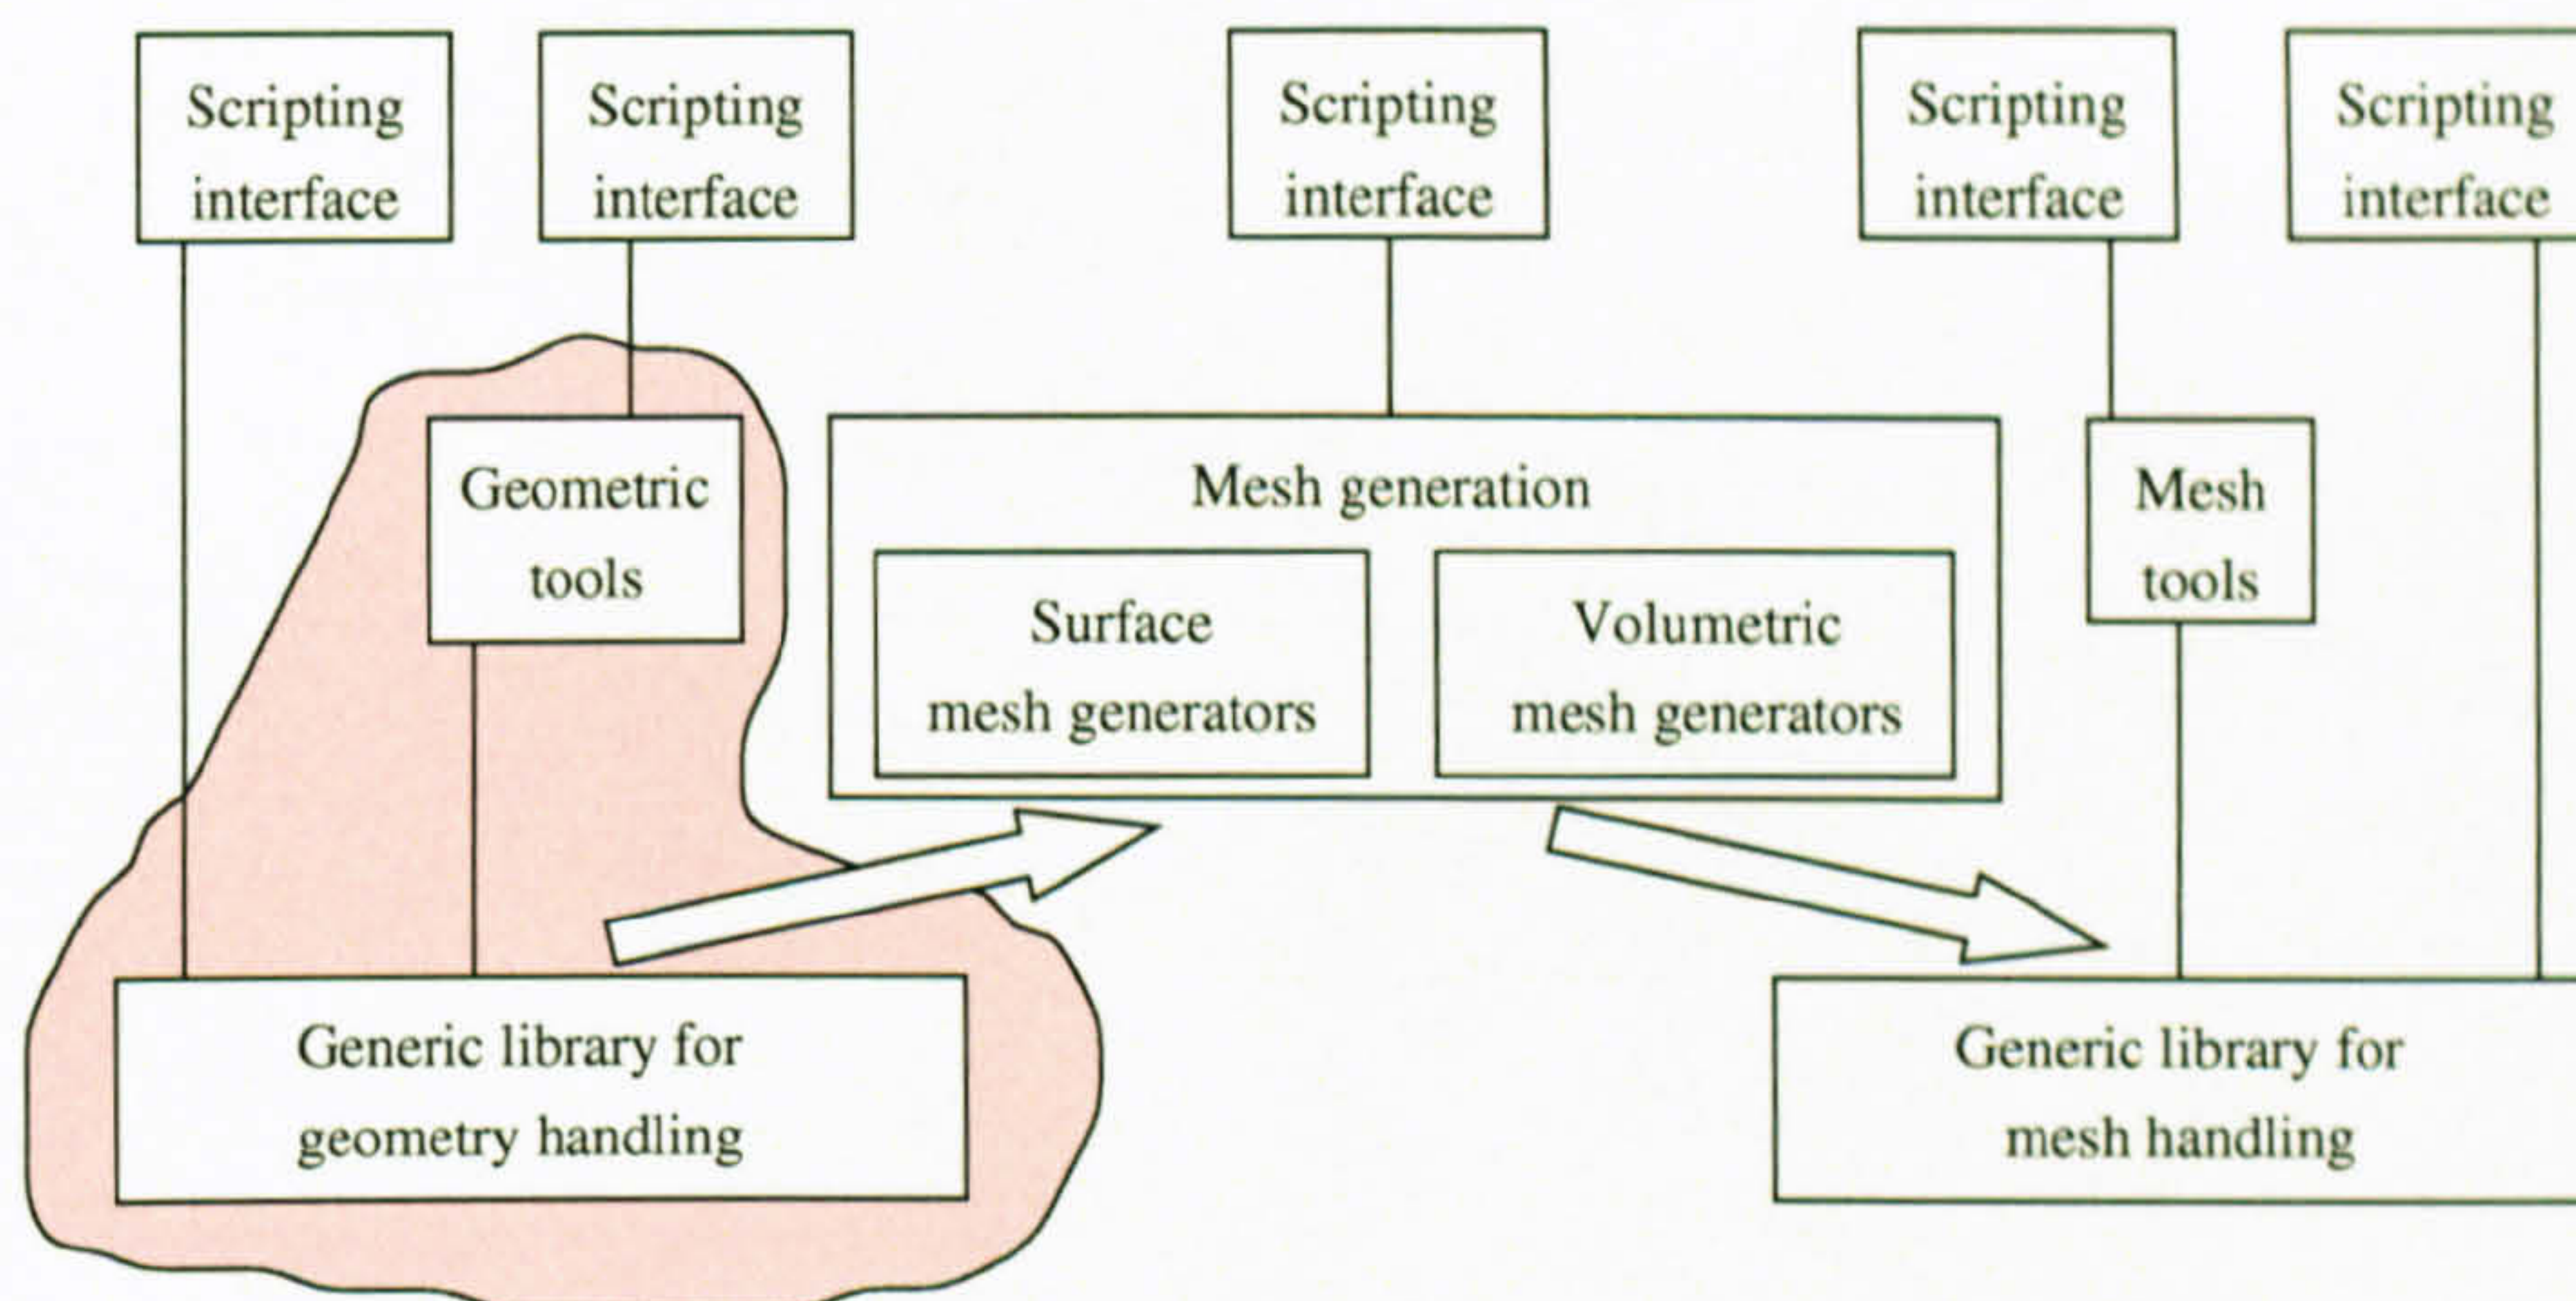 Scripting
interface
Scripting
interface
Scripting
interface
Scripting
interface
Scripting
interface
Geometric
tools
Mesh generation
Surface
mesh generators
Volumetric
mesh generators
Mesh
tools
Generic library for
geometry handling
Generic library for
mesh handling